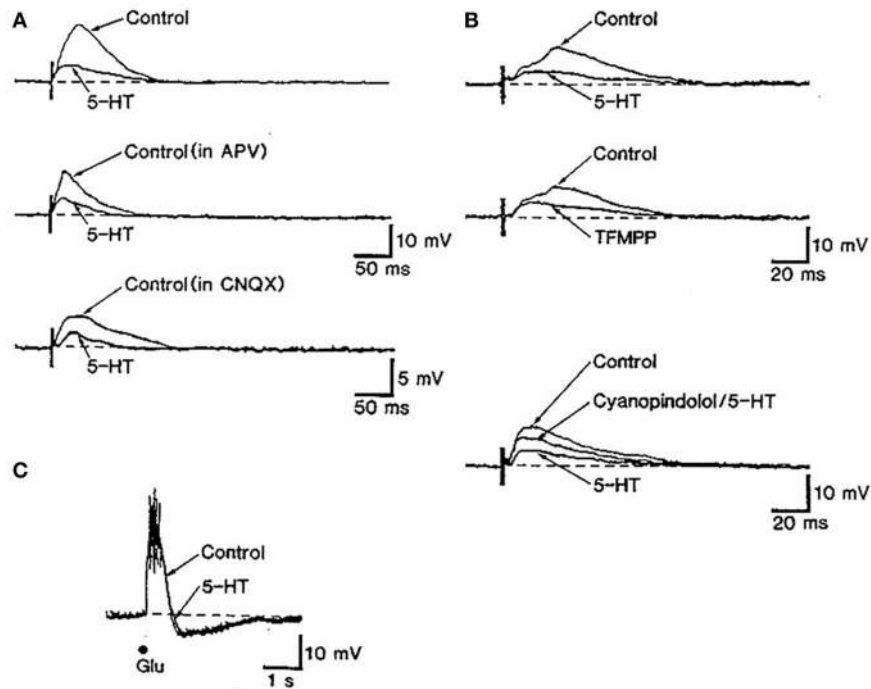 A
Control
5-HT
Control (in APV)
5-HT
10 mV
50 ms
Control (in CNQX)
5-HT
5 mV
50 ms
B
Control
5-HT
Control
TFMPP
10 mV
20 ms
Control
Cyanopindolol/5-HT
5-HT
10 mV
20 ms
C
Control
5-HT
Glu
10 mV
1 s